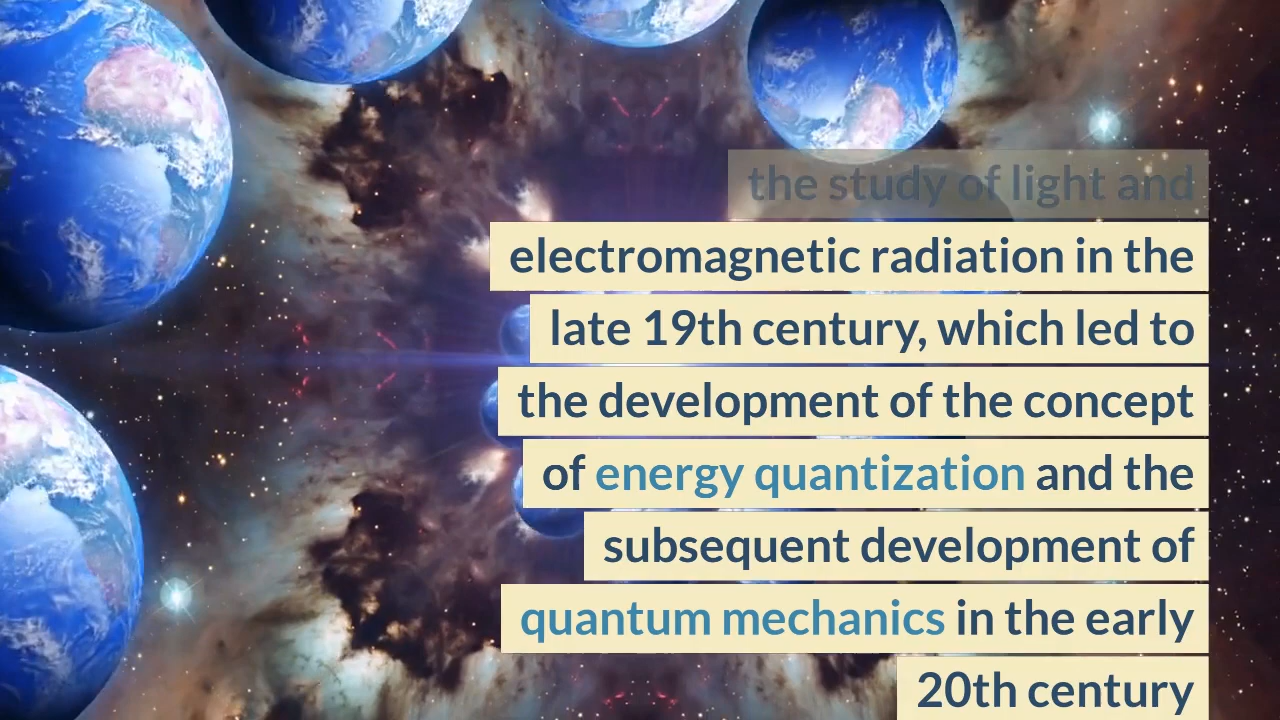 the study of light and
electromagnetic radiation in the
late 19th century, which led to
the development of the concept
of energy quantization and the
subsequent development of
quantum mechanics in the early
20th century